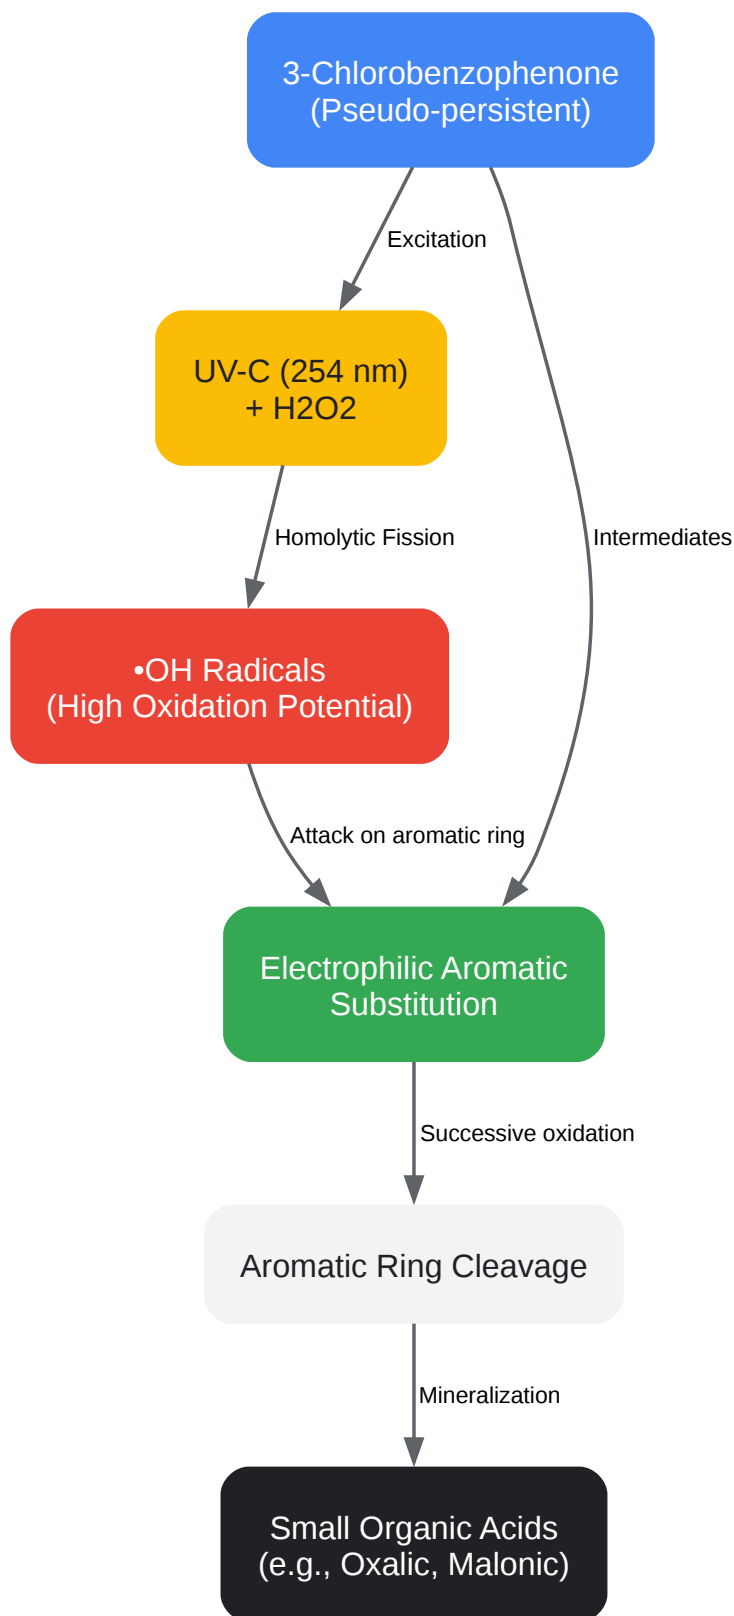 3-Chlorobenzophenone
(Pseudo-persistent)
Excitation
UV-C (254 nm)
+ H2O2
Homolytic Fission
Intermediates
•OH Radicals
(High Oxidation Potential)
Attack on aromatic ring
Electrophilic Aromatic
Substitution
Successive oxidation
Aromatic Ring Cleavage
Mineralization
Small Organic Acids
(e.g., Oxalic, Malonic)